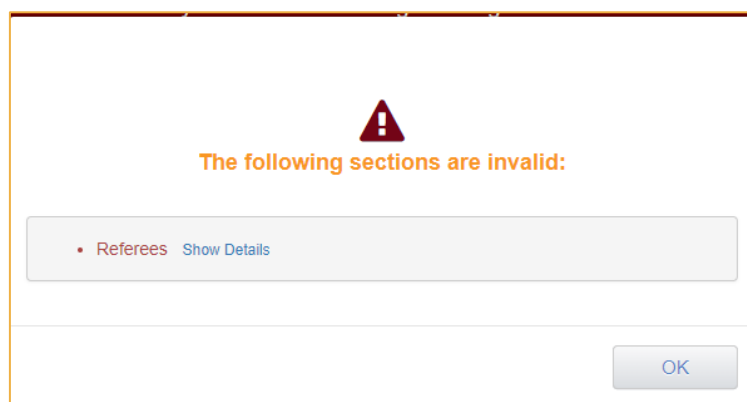 The following sections are invalid:
• Referees Show Details
OK